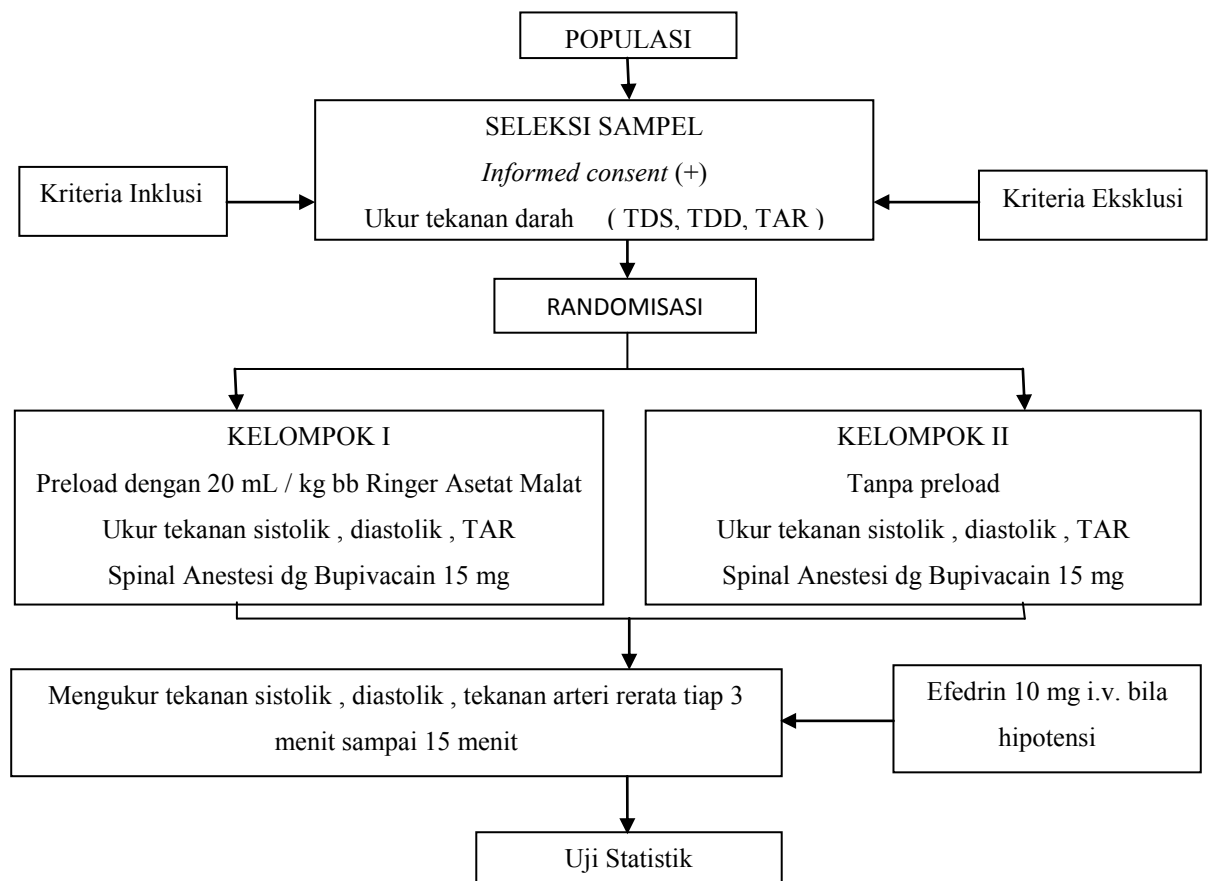 POPULASI
SELEKSI SAMPEL
Informed consent (+)
Ukur tekanan darah ( TDS, TDD, TAR )
Kriteria Inklusi
Kriteria Eksklusi
RANDOMISASI
KELOMPOK I
Preload dengan 20 mL / kg bb Ringer Asetat Malat
Ukur tekanan sistolik , diastolik , TAR
Spinal Anestesi dg Bupivacain 15 mg
KELOMPOK II
Tanpa preload
Ukur tekanan sistolik , diastolik , TAR
Spinal Anestesi dg Bupivacain 15 mg
Mengukur tekanan sistolik , diastolik , tekanan arteri rerata tiap 3
menit sampai 15 menit
Efedrin 10 mg i.v. bila
hipotensi
Uji Statistik